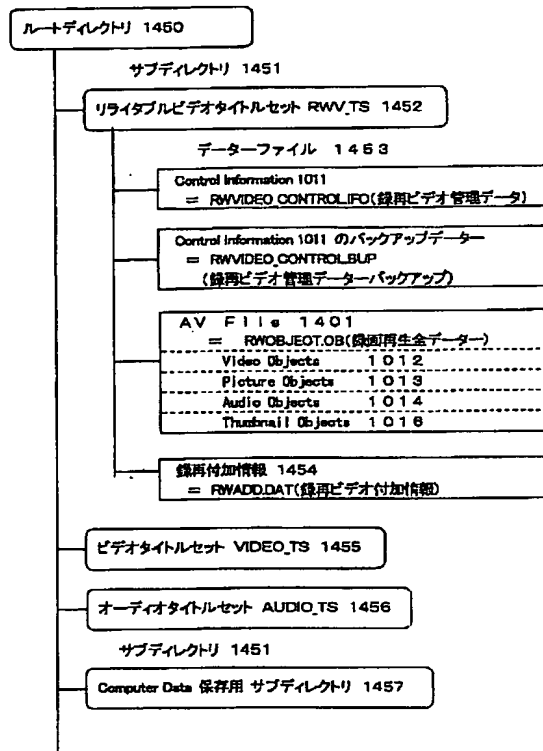 ルートディレクトリ 1450
サブディレクトリ 1451
リライタブルビデオタイトルセット RWV_TS 1452
データーファイル 1453
Control Information 1011
= RWVIDEO_CONTROL.IFO(録再ビデオ管理データ)
Control Information 1011 のバックアップデーター
= RWVIDEO_CONTROL.BUP
(録再ビデオ管理データーバックアップ)
AV File 1401
= RWOBJECT.OB(録画再生全データー)
Video Objects 1012
Picture Objects 1013
Audio Objects 1014
Thumbnail Objects 1016
録再付加情報 1454
= RWADD.DAT(録再ビデオ付加情報)
ビデオタイトルセット VIDEO_TS 1455
オーディオタイトルセット AUDIO_TS 1456
サブディレクトリ 1451
Computer Data 保存用 サブディレクトリ 1457